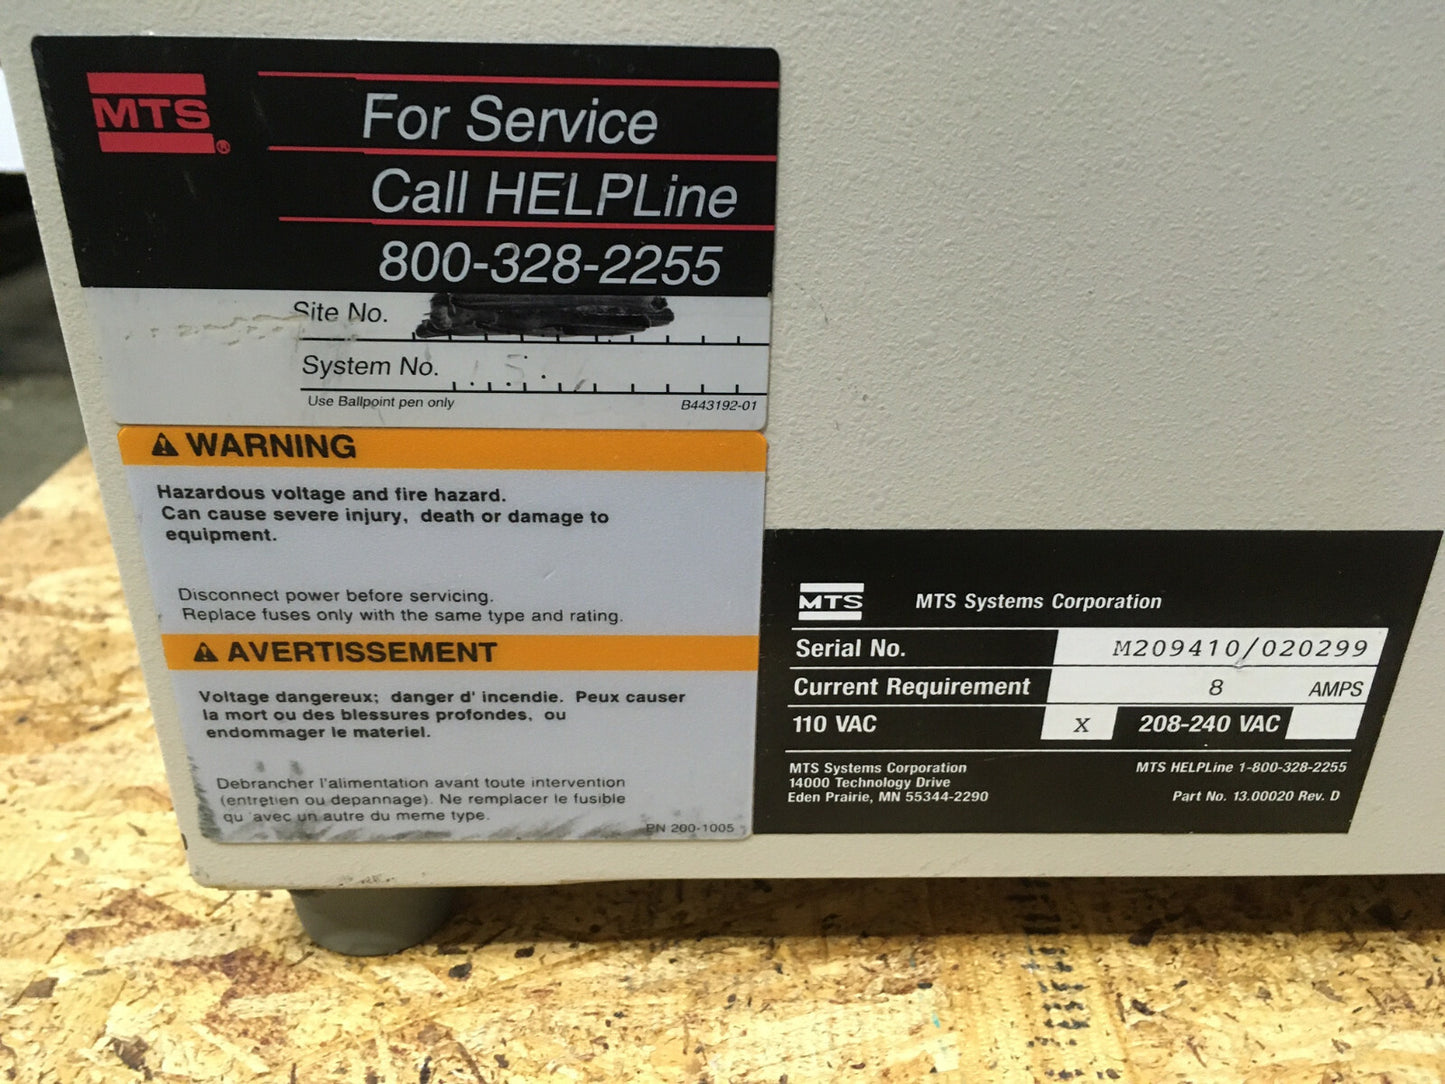 MTS®
For Service
Call HELPLine
800-328-2255
Site No.
System No.
Use Ballpoint pen only B443192-01
WARNING
Hazardous voltage and fire hazard.
Can cause severe injury, death or damage to
equipment.
Disconnect power before servicing.
Replace fuses only with the same type and rating.
AVERTISSEMENT
Voltage dangereux; danger d' incendie. Peux causer
la mort ou des blessures profondes, ou
endommager le materiel.
Debrancher l'alimentation avant toute intervention
(entretien ou depannage). Ne remplacer le fusible
qu 'avec un autre du meme type.
PN 200-1005
MTS MTS Systems Corporation
Serial No. M209410/020299
Current Requirement 8 AMPS
110 VAC X 208-240 VAC
MTS Systems Corporation
14000 Technology Drive
Eden Prairie, MN 55344-2290
MTS HELPLine 1-800-328-2255
Part No. 13.00020 Rev. D